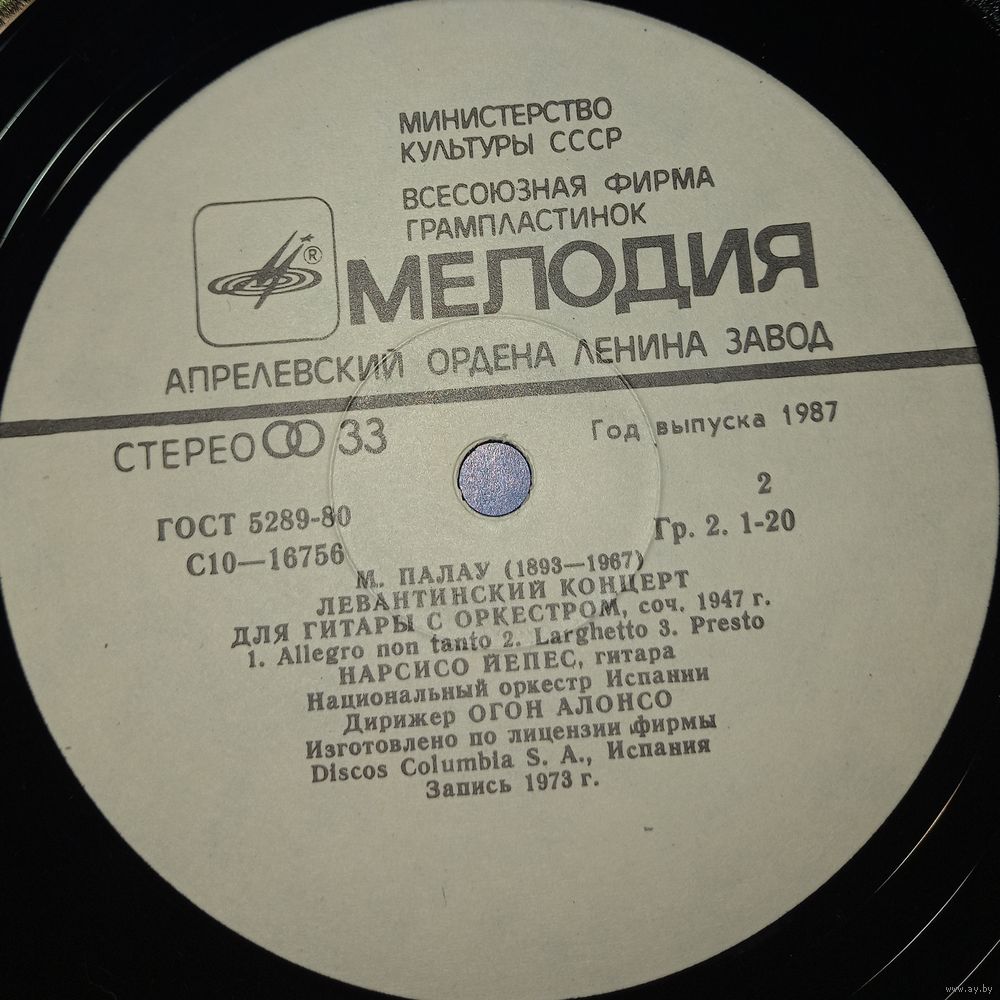 МИНИСТЕРСТВО
КУЛЬТУРЫ СССР
ВСЕСОЮЗНАЯ ФИРМА
ГРАМПЛАСТИНОК
®
МЕЛОДИЯ
АПРЕЛЕВСКИЙ ОРДЕНА ЛЕНИНА ЗАВОД
СТЕРЕО 33
Год выпуска 1987
2
ГОСТ 5289-80
Гр. 2. 1-20
С10—16756
М. ПАЛАУ (1893—1967)
ЛЕВАНТИНСКИЙ КОНЦЕРТ
ДЛЯ ГИТАРЫ С ОРКЕСТРОМ, соч. 1947 г.
1. Allegro non tanto 2. Larghetto 3. Presto
НАРСИСО ЙЕПЕС, гитара
Национальный оркестр Испании
Дирижер ОГОН АЛОНСО
Изготовлено по лицензии фирмы
Discos Columbia S. A., Испания
Запись 1973 г.
www.ay.by